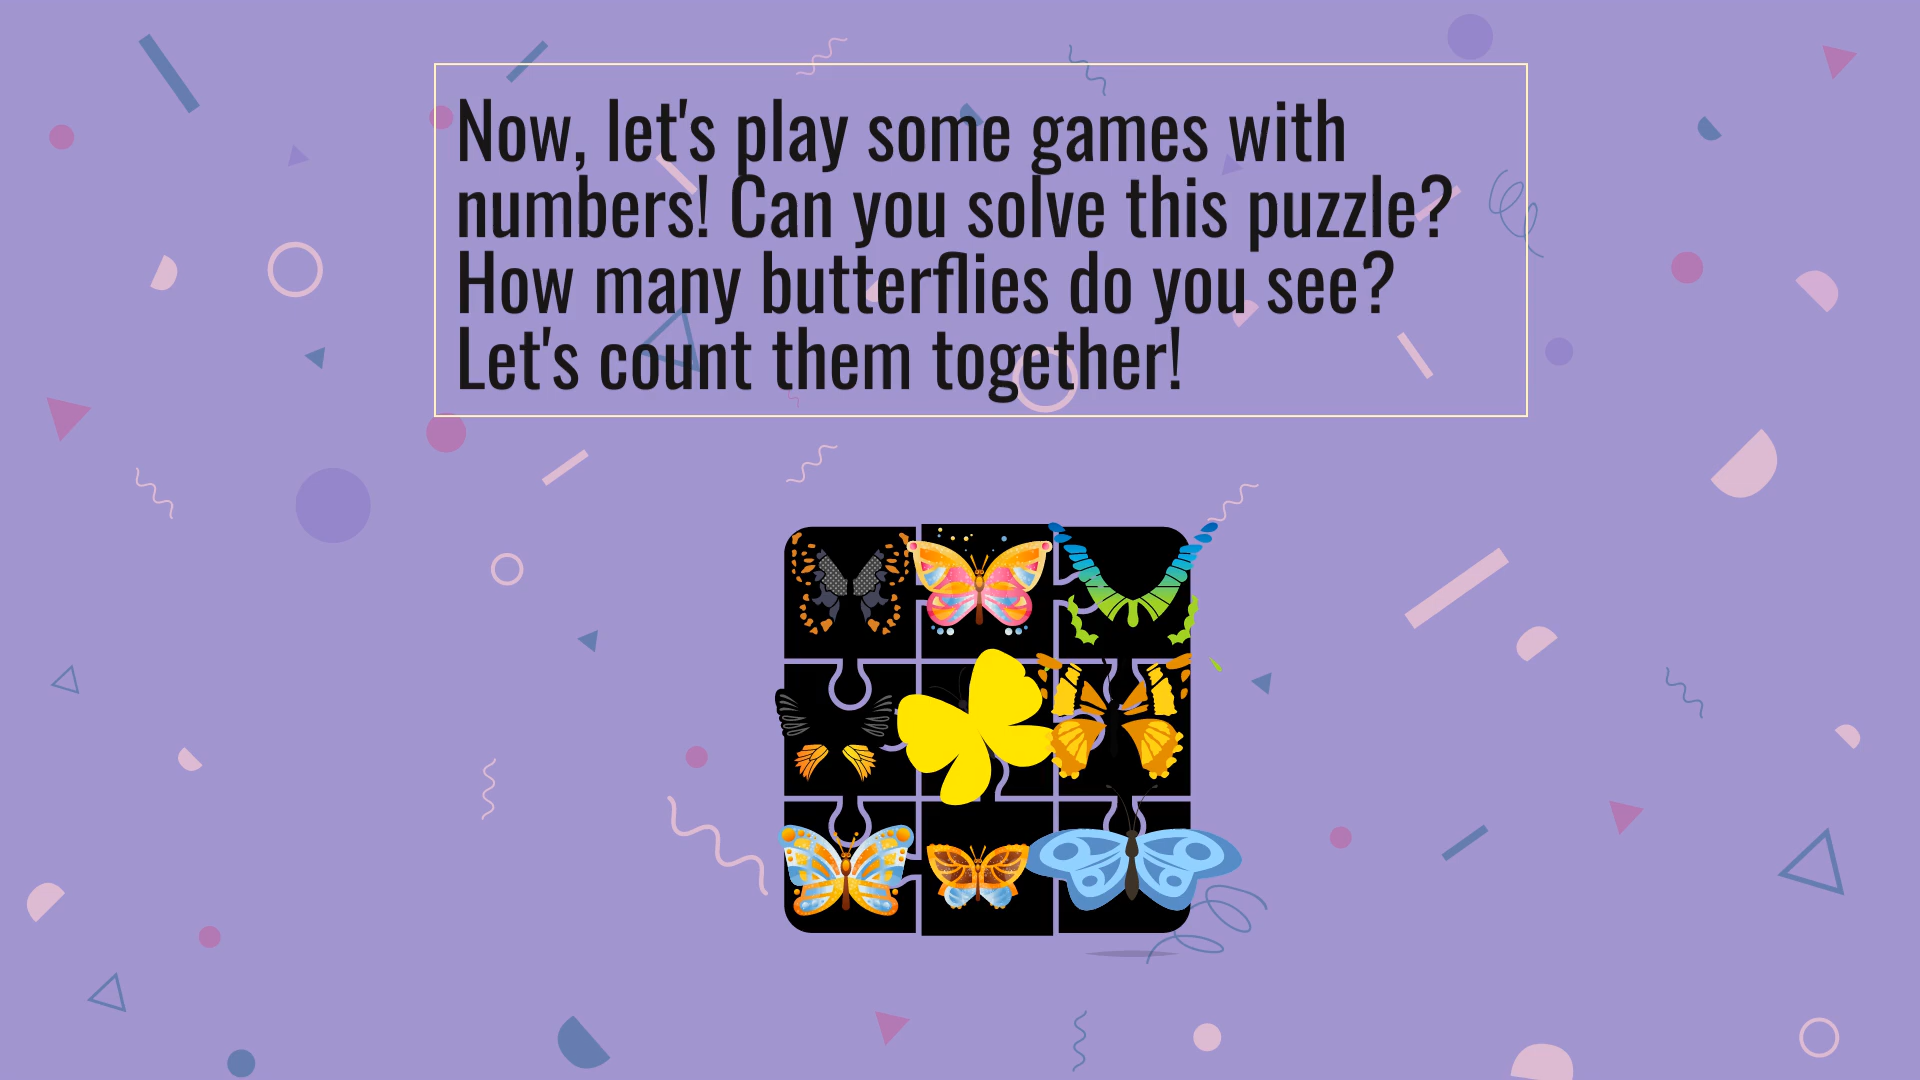 Now, let's play some games with
numbers! Can you solve this puzzle?
How many butterflies do you see?
Let's count them together!